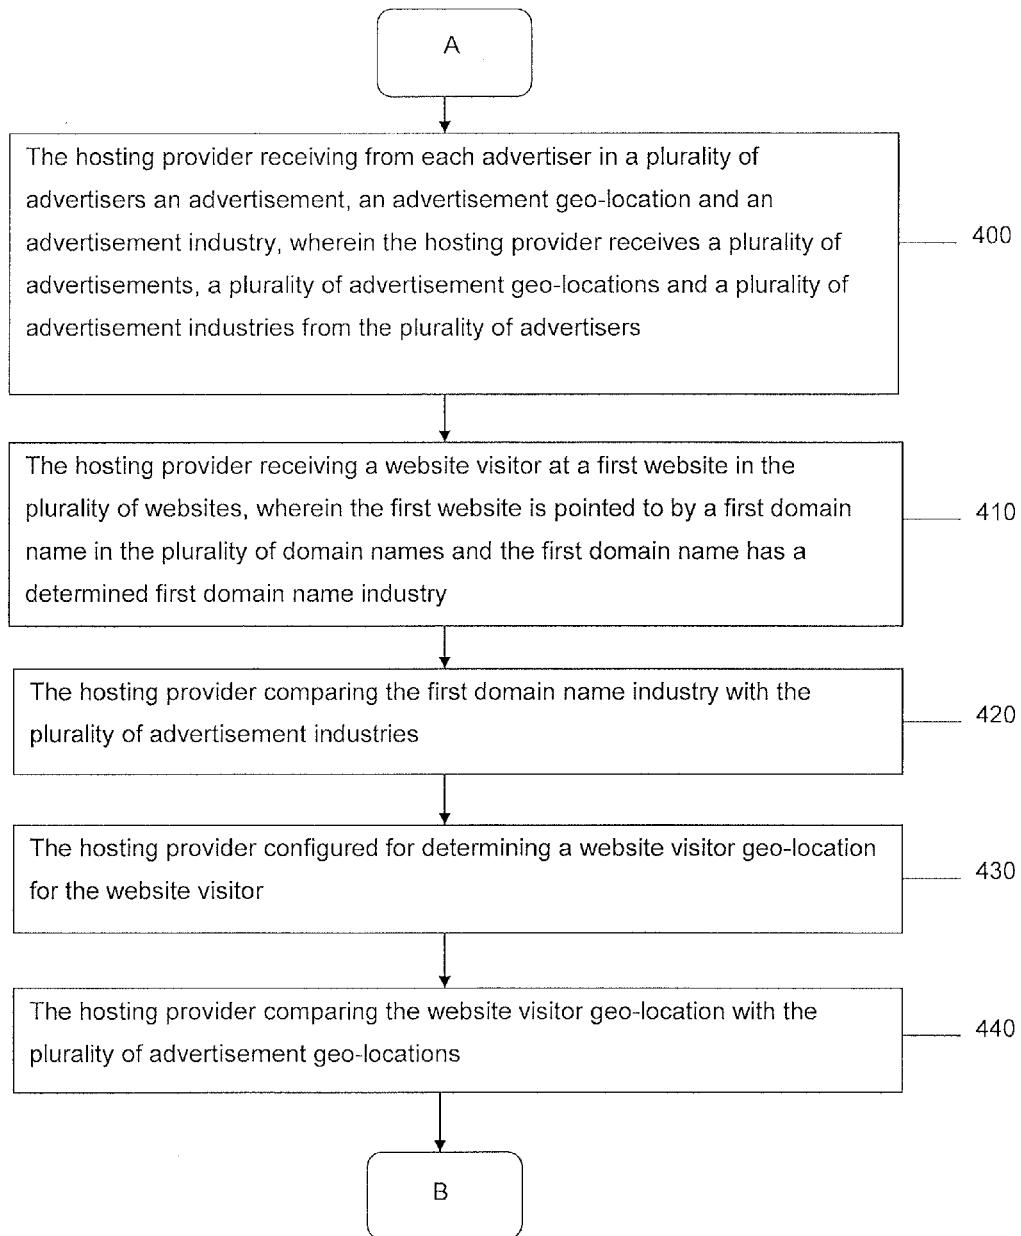 A
The hosting provider receiving from each advertiser in a plurality of
advertisers an advertisement, an advertisement geo-location and an
advertisement industry, wherein the hosting provider receives a plurality of
advertisements, a plurality of advertisement geo-locations and a plurality of
advertisement industries from the plurality of advertisers
400
The hosting provider receiving a website visitor at a first website in the
plurality of websites, wherein the first website is pointed to by a first domain
name in the plurality of domain names and the first domain name has a
determined first domain name industry
410
The hosting provider comparing the first domain name industry with the
plurality of advertisement industries
420
The hosting provider configured for determining a website visitor geo-location
for the website visitor
430
The hosting provider comparing the website visitor geo-location with the
plurality of advertisement geo-locations
440
B